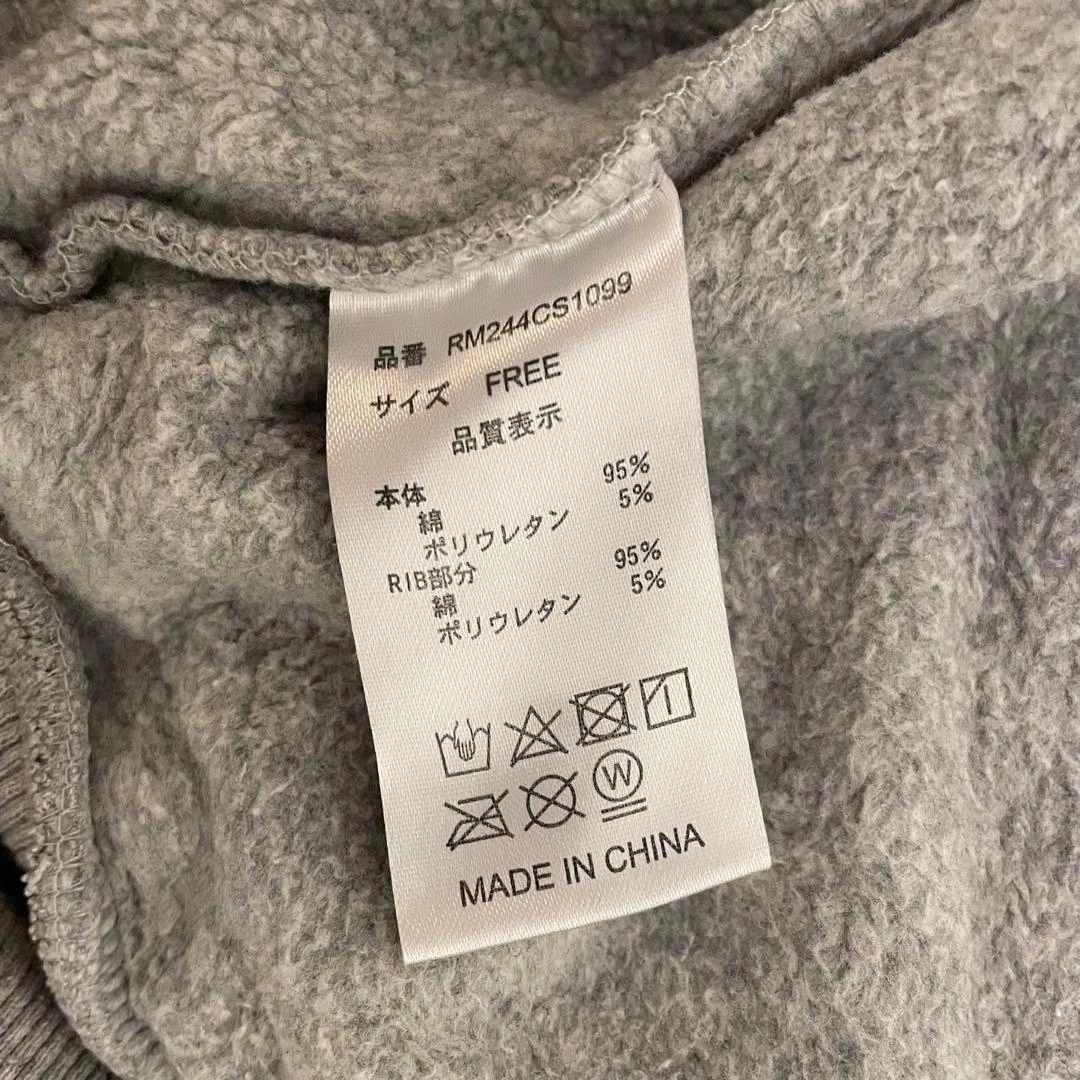 品番 RM244CS1099
サイズ FREE
品質表示
本体
綿 95%
ポリウレタン 5%
RIB部分
綿 95%
ポリウレタン 5%
W
MADE IN CHINA